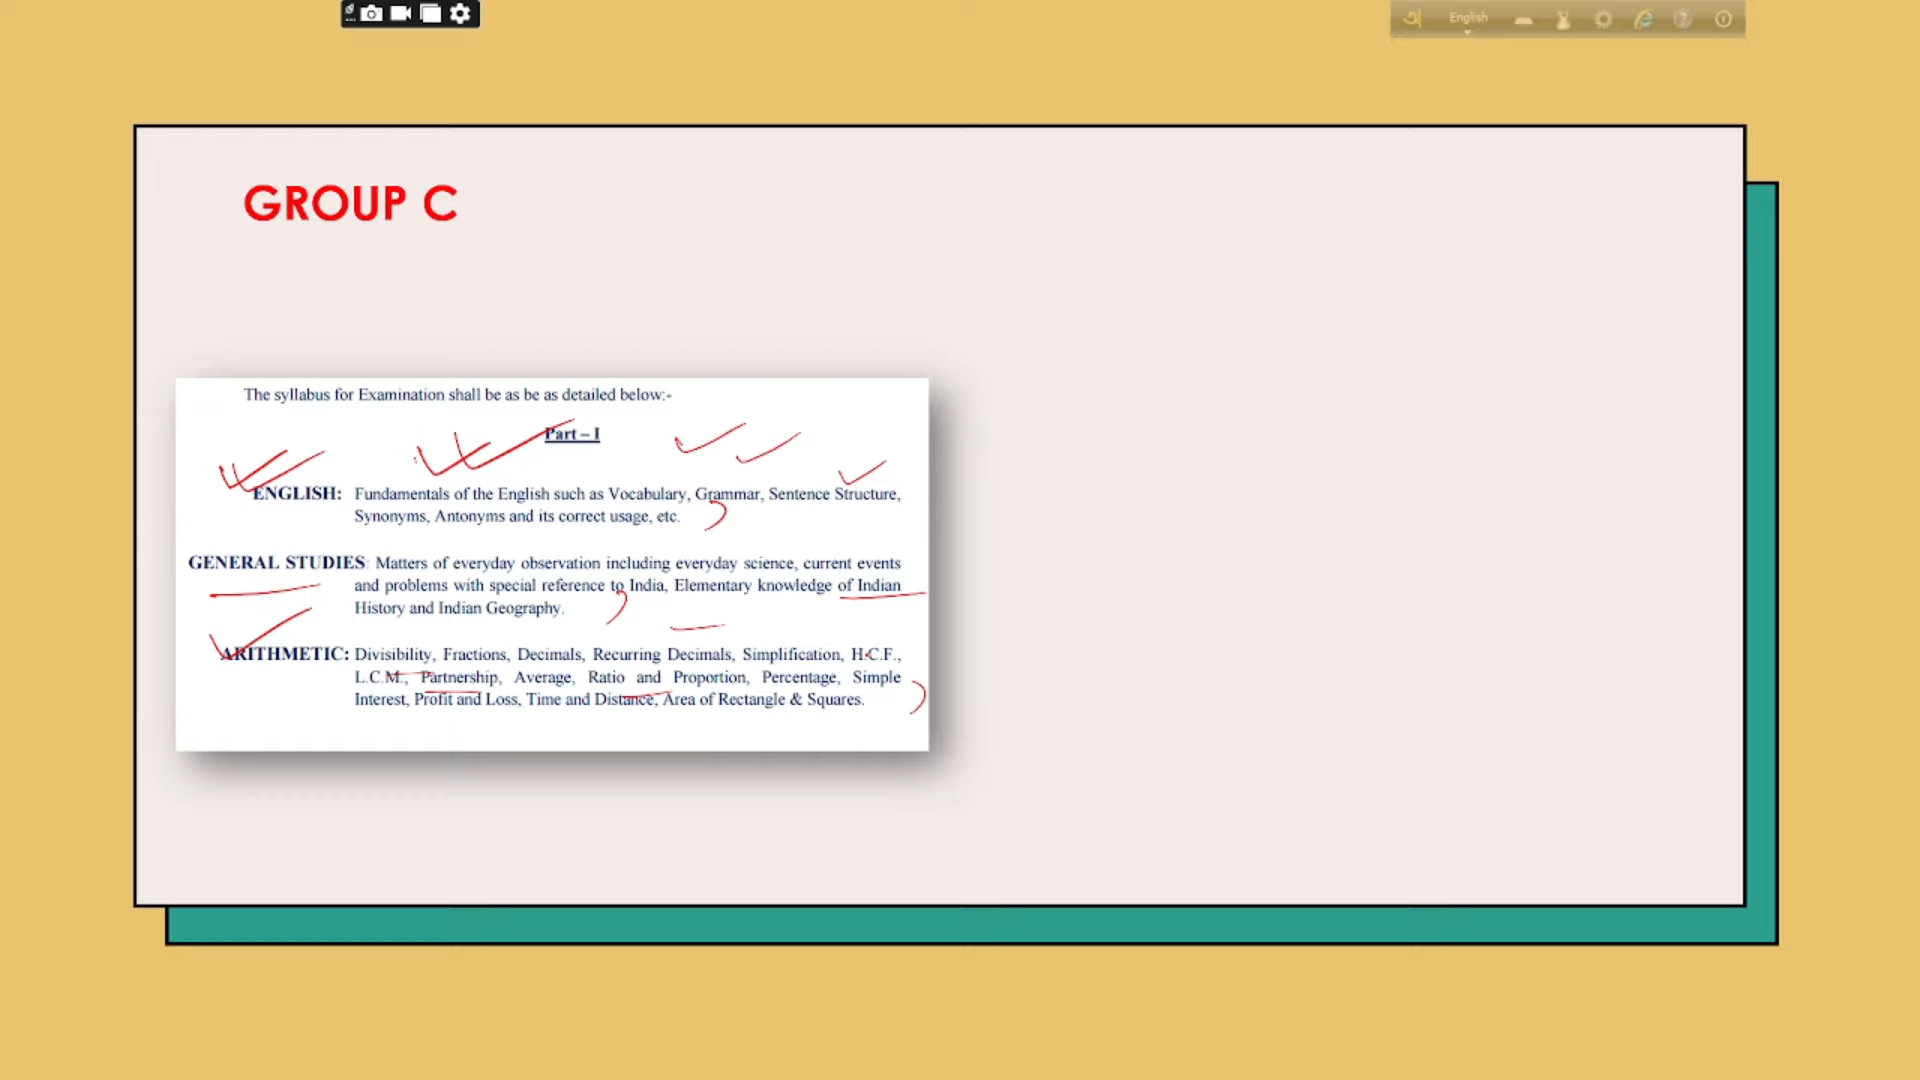 English
GROUP C
The syllabus for Examination shall be as be as detailed below:-
Part – I
ENGLISH: Fundamentals of the English such as Vocabulary, Grammar, Sentence Structure,
Synonyms, Antonyms and its correct usage, etc.
GENERAL STUDIES: Matters of everyday observation including everyday science, current events
and problems with special reference to India, Elementary knowledge of Indian
History and Indian Geography.
ARITHMETIC: Divisibility, Fractions, Decimals, Recurring Decimals, Simplification, H.C.F.,
L.C.M., Partnership, Average, Ratio and Proportion, Percentage, Simple
Interest, Profit and Loss, Time and Distance, Area of Rectangle & Squares.